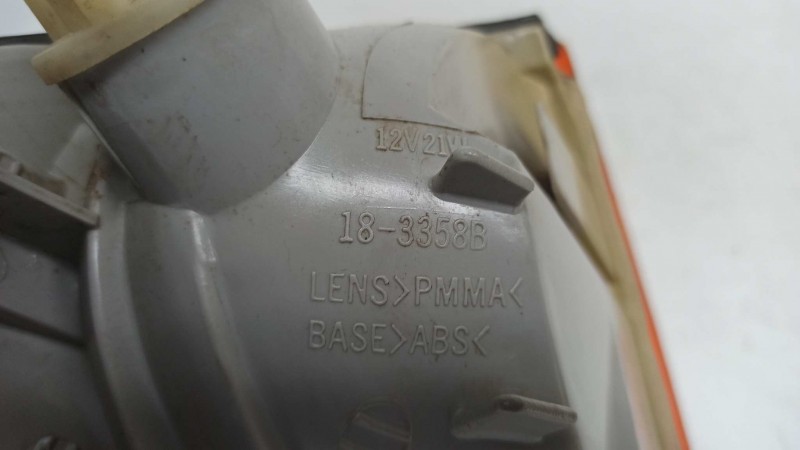 12V21W
18-3358B
LENS>PMMA<
BASE>ABS<